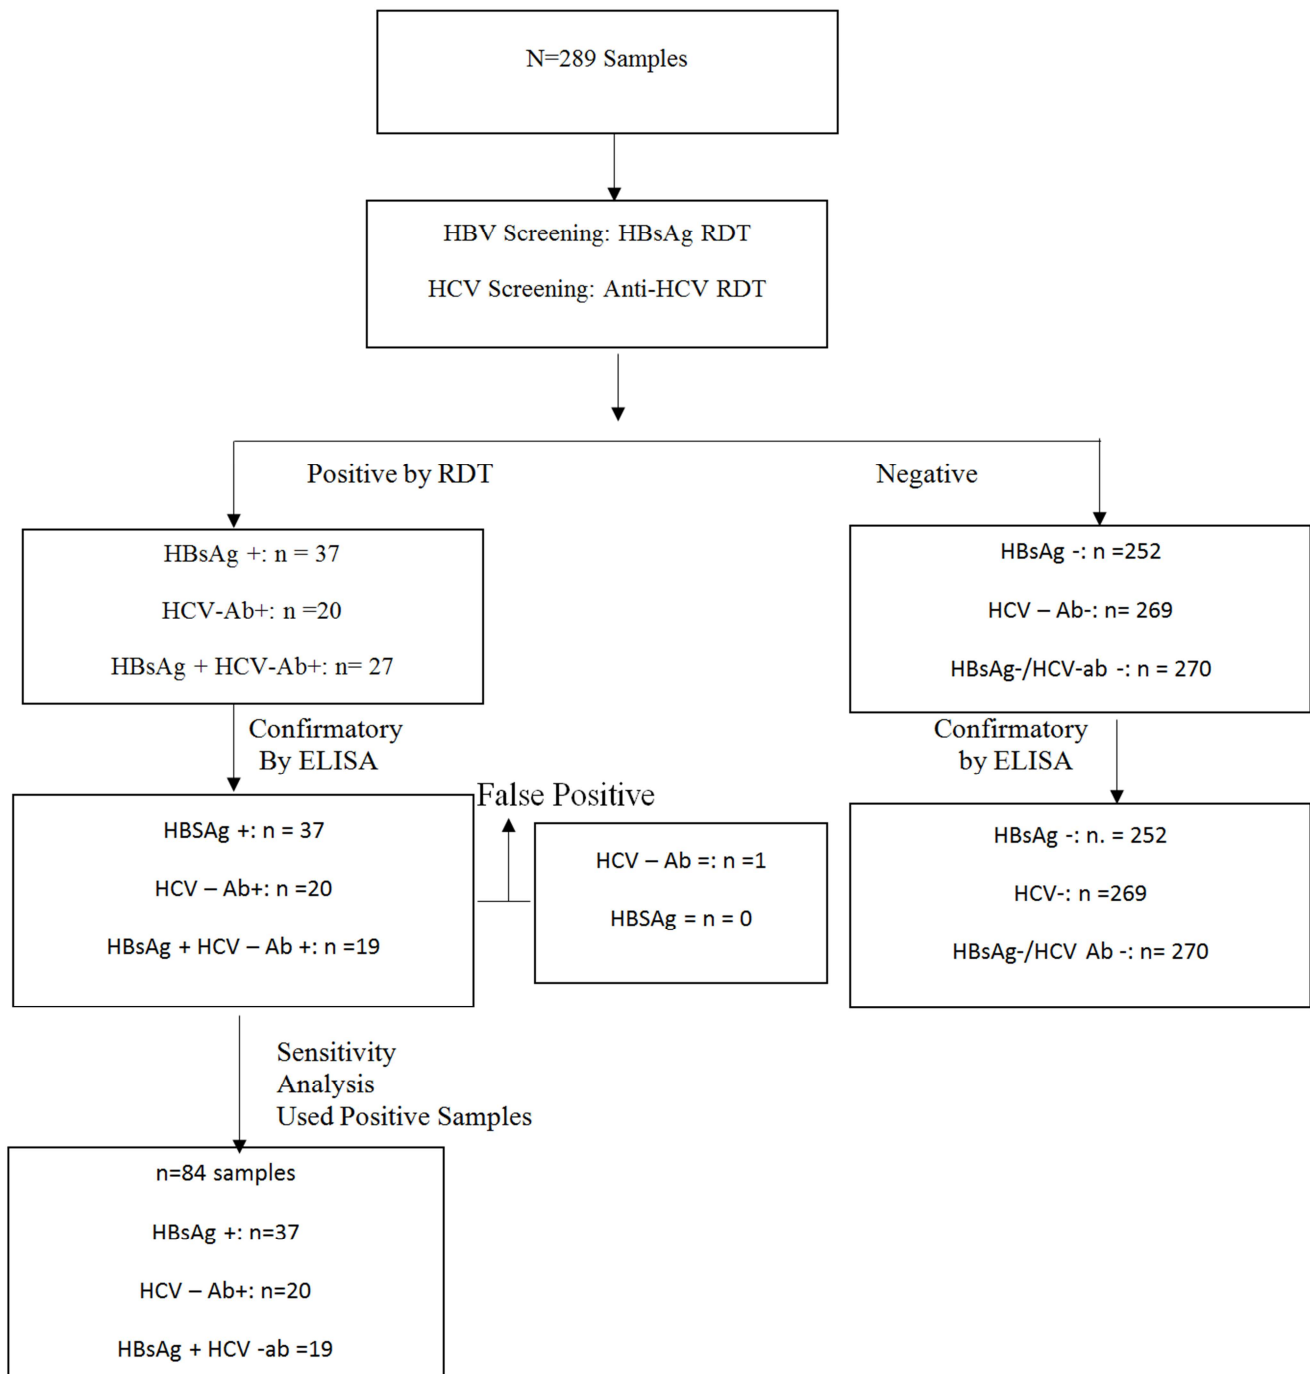 N=289 Samples
HBV Screening: HBsAg RDT
HCV Screening: Anti-HCV RDT
Positive by RDT
Negative
HBsAg +: n = 37
HCV-Ab+: n =20
HBsAg + HCV-Ab+: n= 27
HBsAg -: n =252
HCV – Ab-: n= 269
HBsAg-/HCV-ab -: n = 270
Confirmatory
By ELISA
Confirmatory
by ELISA
HBSAg +: n = 37
HCV – Ab+: n =20
HBsAg + HCV – Ab +: n =19
False Positive
HCV – Ab =: n =1
HBSAg = n = 0
HBsAg -: n. = 252
HCV-: n =269
HBsAg-/HCV Ab -: n= 270
Sensitivity
Analysis
Used Positive Samples
n=84 samples
HBsAg +: n=37
HCV – Ab+: n=20
HBsAg + HCV -ab =19